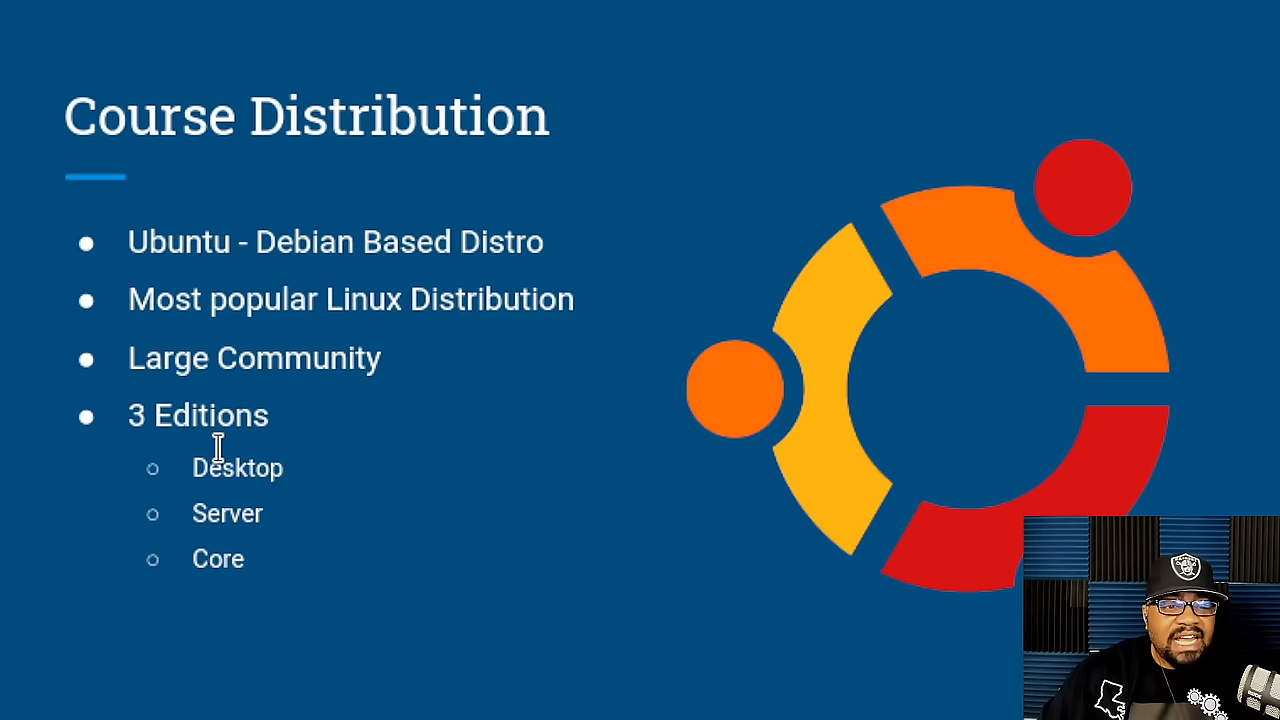 Course Distribution
Ubuntu - Debian Based Distro
Most popular Linux Distribution
Large Community
3 Editions
Desktop
Server
Core